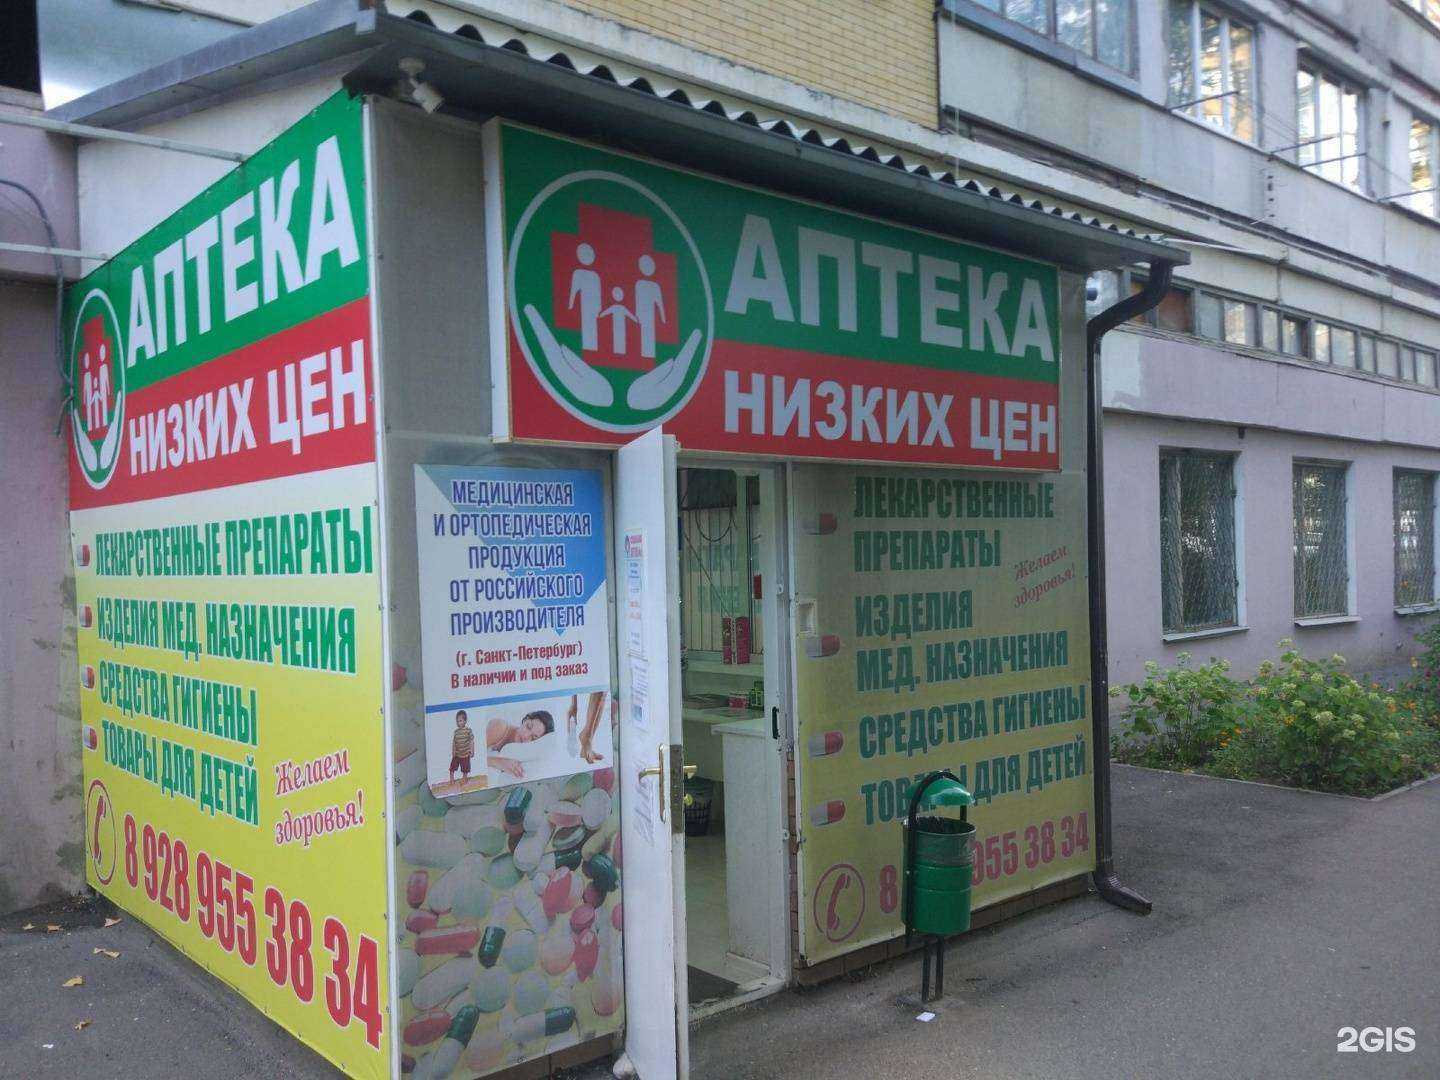 АПТЕКА
НИЗКИХ ЦЕН
ЛЕКАРСТВЕННЫЕ ПРЕПАРАТЫ
ИЗДЕЛИЯ МЕД. НАЗНАЧЕНИЯ
СРЕДСТВА ГИГИЕНЫ
ТОВАРЫ ДЛЯ ДЕТЕЙ
Желаем
здоровья!
8 928 955 38 34
АПТЕКА
НИЗКИХ ЦЕН
МЕДИЦИНСКАЯ
И ОРТОПЕДИЧЕСКАЯ
ПРОДУКЦИЯ
ОТ РОССИЙСКОГО
ПРОИЗВОДИТЕЛЯ
(г. Санкт-Петербург)
В наличии и под заказ
ЛЕКАРСТВЕННЫЕ
ПРЕПАРАТЫ
Желаем
здоровья!
ИЗДЕЛИЯ
МЕД. НАЗНАЧЕНИЯ
СРЕДСТВА ГИГИЕНЫ
ТОВАРЫ ДЛЯ ДЕТЕЙ
8 955 38 34
2GIS